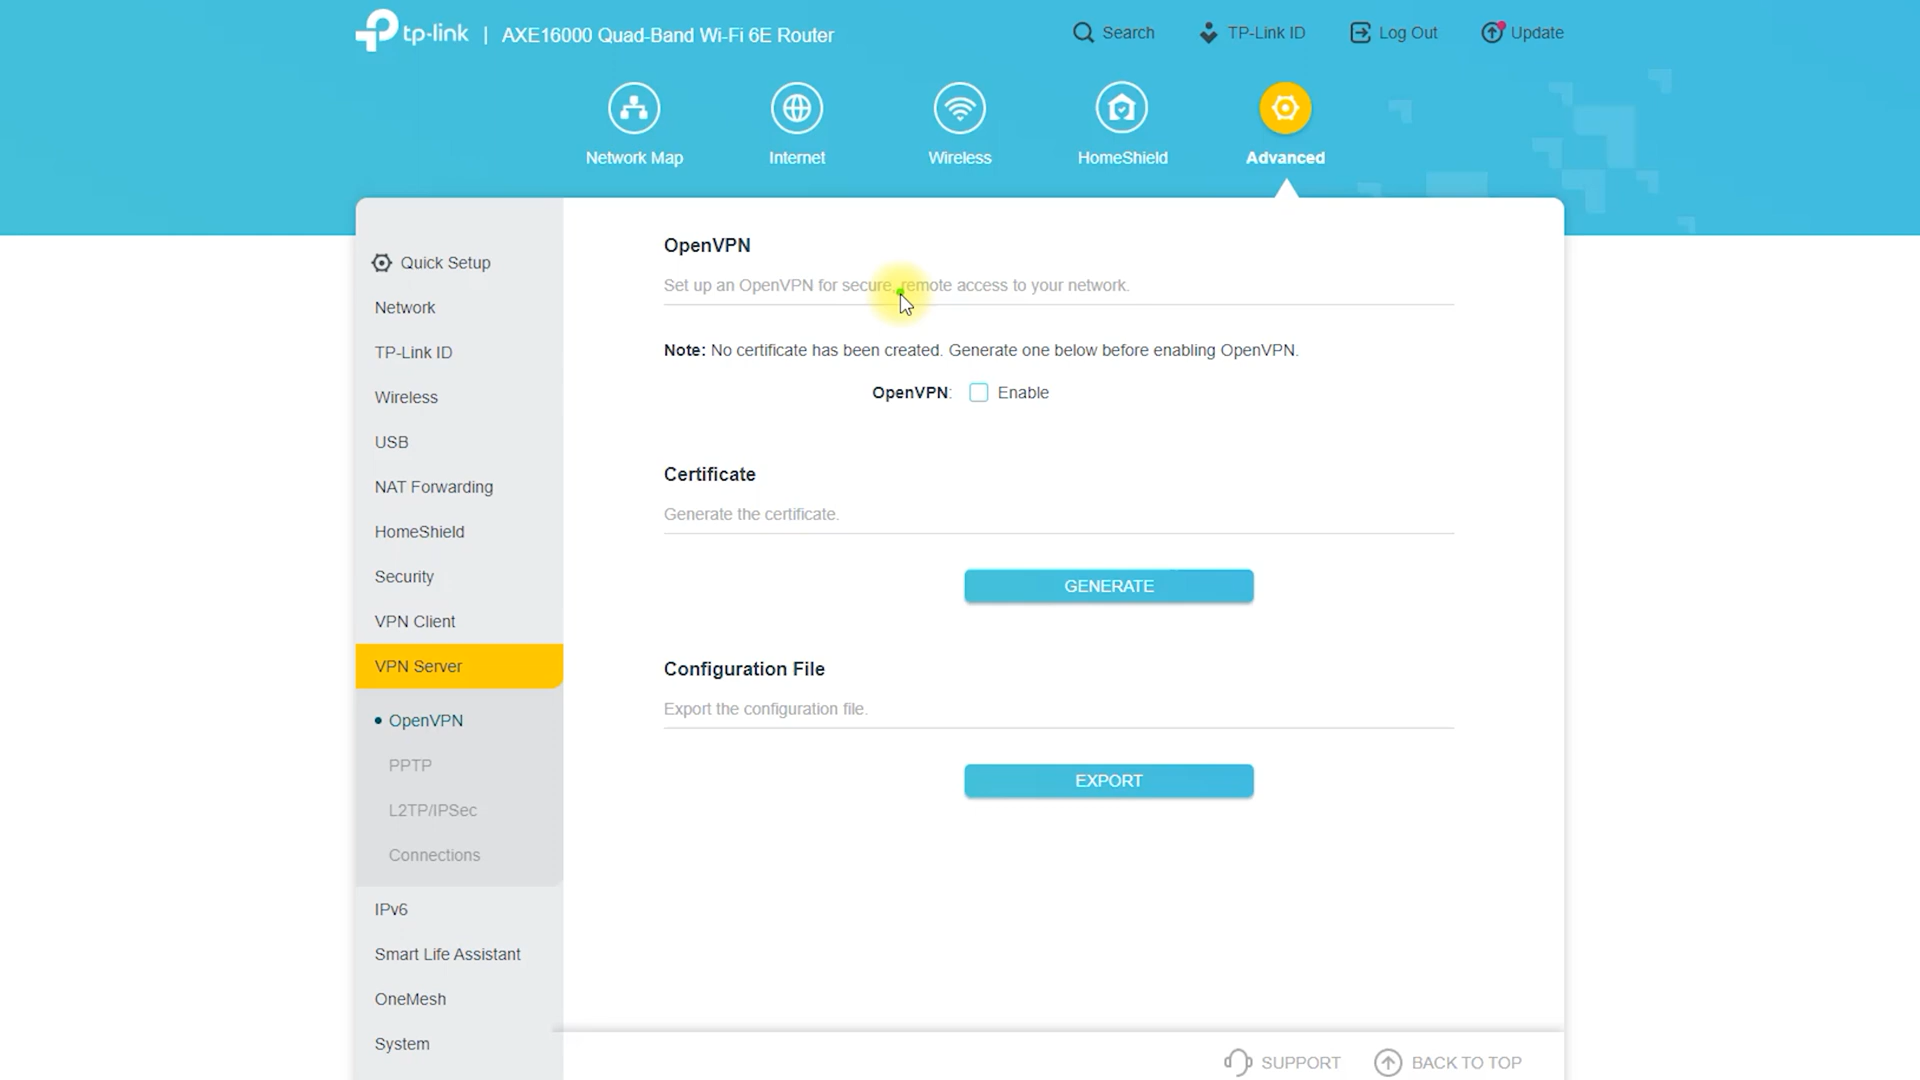 tp-link | AXE16000 Quad-Band Wi-Fi 6E Router
Search TP-Link ID Log Out Update
Network Map Internet Wireless HomeShield Advanced
Quick Setup
Network
TP-Link ID
Wireless
USB
NAT Forwarding
HomeShield
Security
VPN Client
VPN Server
• OpenVPN
PPTP
L2TP/IPSec
Connections
IPv6
Smart Life Assistant
OneMesh
System
OpenVPN
Set up an OpenVPN for secure, remote access to your network.
Note: No certificate has been created. Generate one below before enabling OpenVPN.
OpenVPN: Enable
Certificate
Generate the certificate.
GENERATE
Configuration File
Export the configuration file.
EXPORT
SUPPORT BACK TO TOP